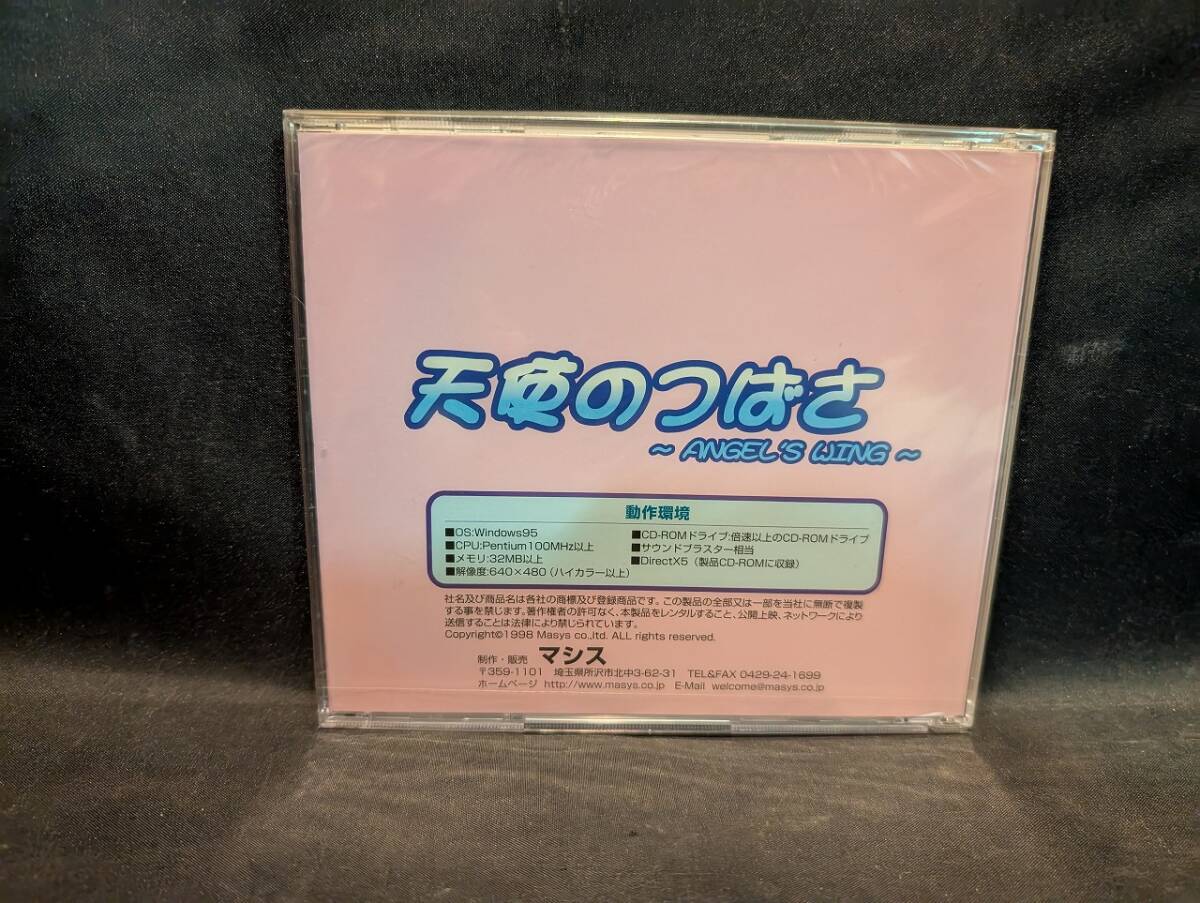 天使のつばさ
~ ANGEL'S WING ~
動作環境
■OS:Windows95
■CPU:Pentium100MHz以上
■メモリ:32MB以上
■解像度:640×480（ハイカラー以上）
■CD-ROMドライブ:倍速以上のCD-ROMドライブ
■サウンドブラスター相当
■DirectX5（製品CD-ROMに収録）
社名及び商品名は各社の商標及び登録商品です。この製品の全部又は一部を当社に無断で複製
する事を禁じます。著作権者の許可なく、本製品をレンタルすること、公開上映、ネットワークにより
送信することは法律により禁じられています。
Copyright©1998 Masys co.,ltd. ALL rights reserved.
制作・販売 マシス
〒359-1101 埼玉県所沢市北中3-62-31 TEL&FAX 0429-24-1699
ホームページ http://www.masys.co.jp E-Mail welcome@masys.co.jp